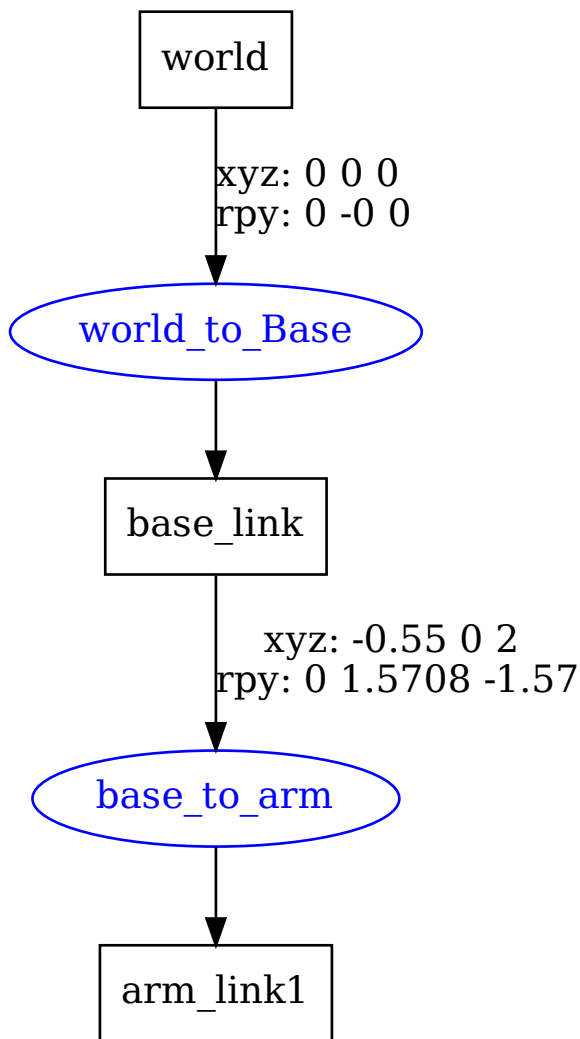 world
xyz: 0 0 0
rpy: 0 -0 0
world_to_Base
base_link
xyz: -0.55 0 2
rpy: 0 1.5708 -1.57
base_to_arm
arm_link1